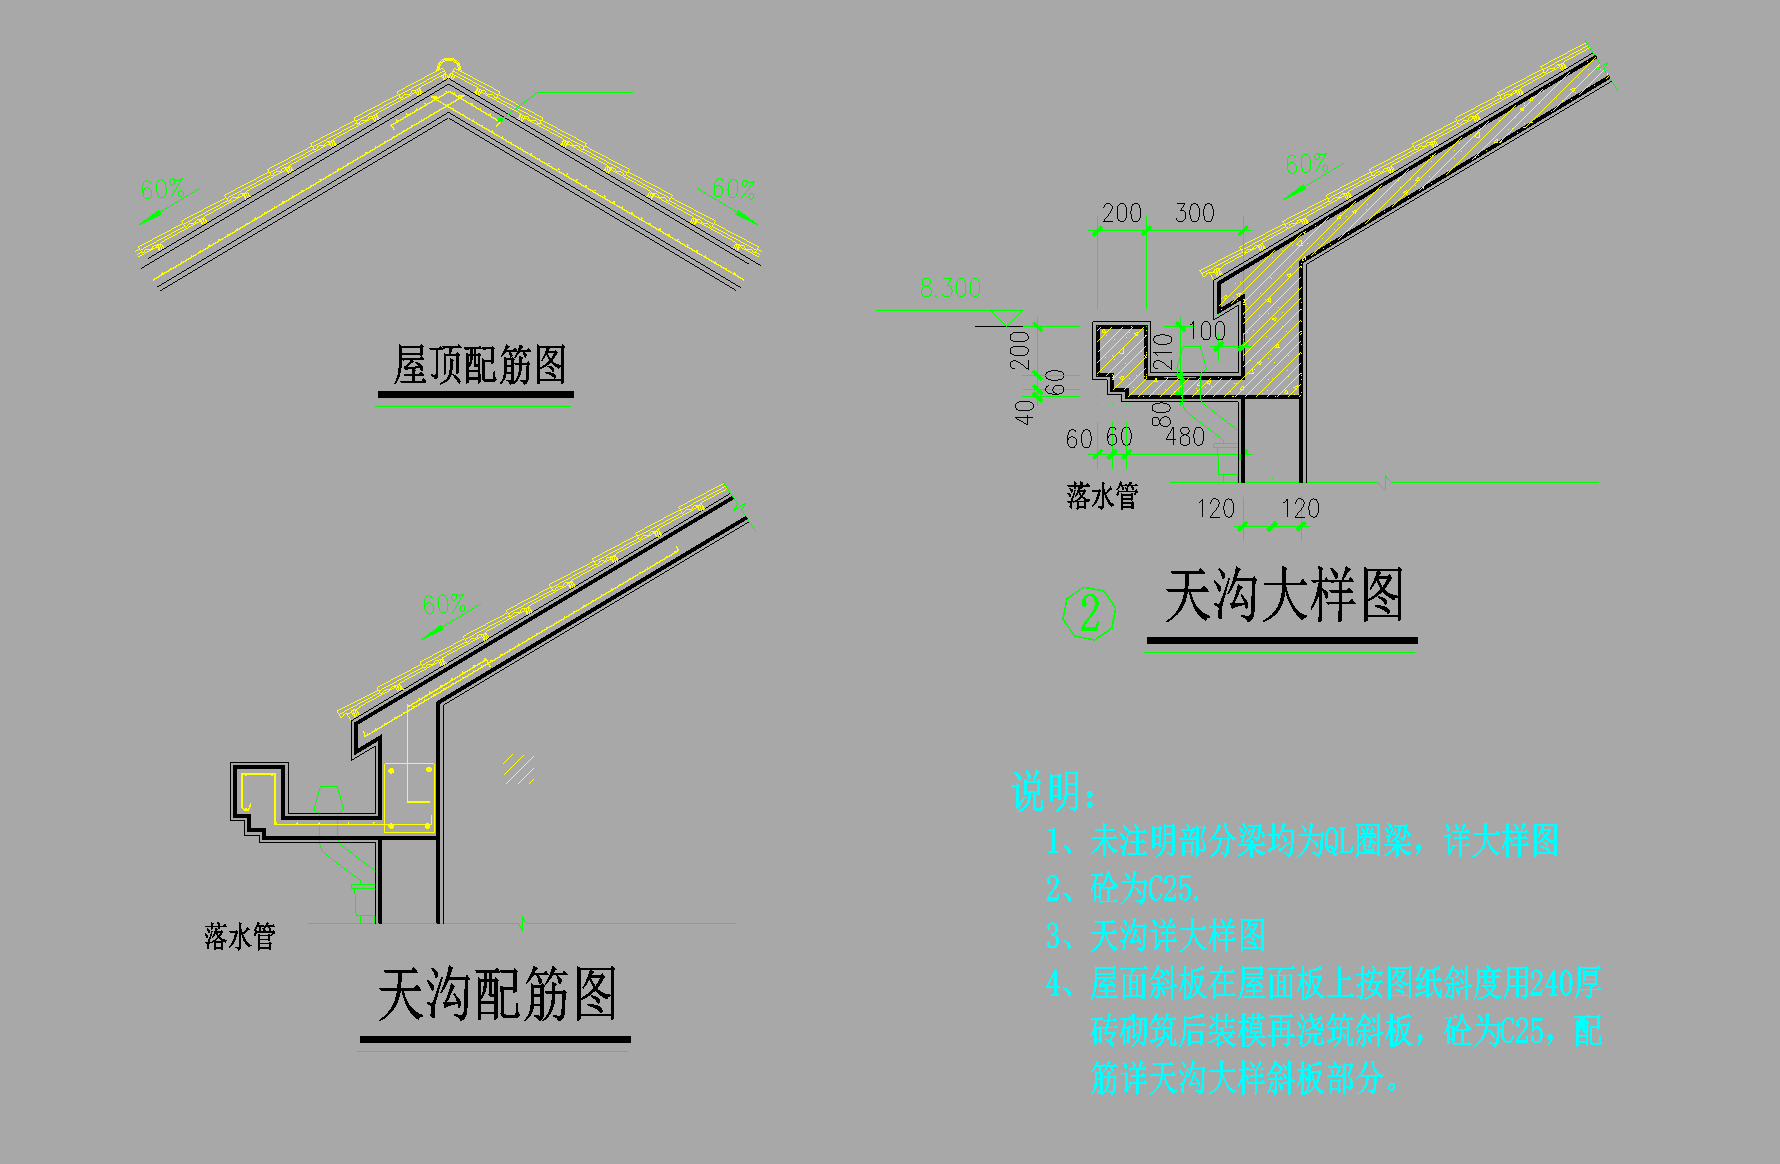 60%
60%
屋顶配筋图
60%
200
300
8.300
200
210
100
60
40
80
60
60
480
落水管
120
120
② 天沟大样图
60%
落水管
天沟配筋图
说明：
1、未注明部分梁均为QL圈梁，详大样图
2、砼为C25.
3、天沟详大样图
4、屋面斜板在屋面板上按图纸斜度用240厚
砖砌筑后装模再浇筑斜板，砼为C25，配
筋详天沟大样斜板部分。